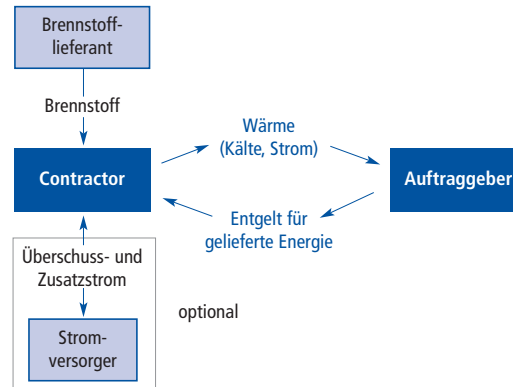 Brennstoff-
lieferant
Brennstoff
Wärme
(Kälte, Strom)
Contractor
Auftraggeber
Entgelt für
gelieferte Energie
Überschuss- und
Zusatzstrom
optional
Strom-
versorger